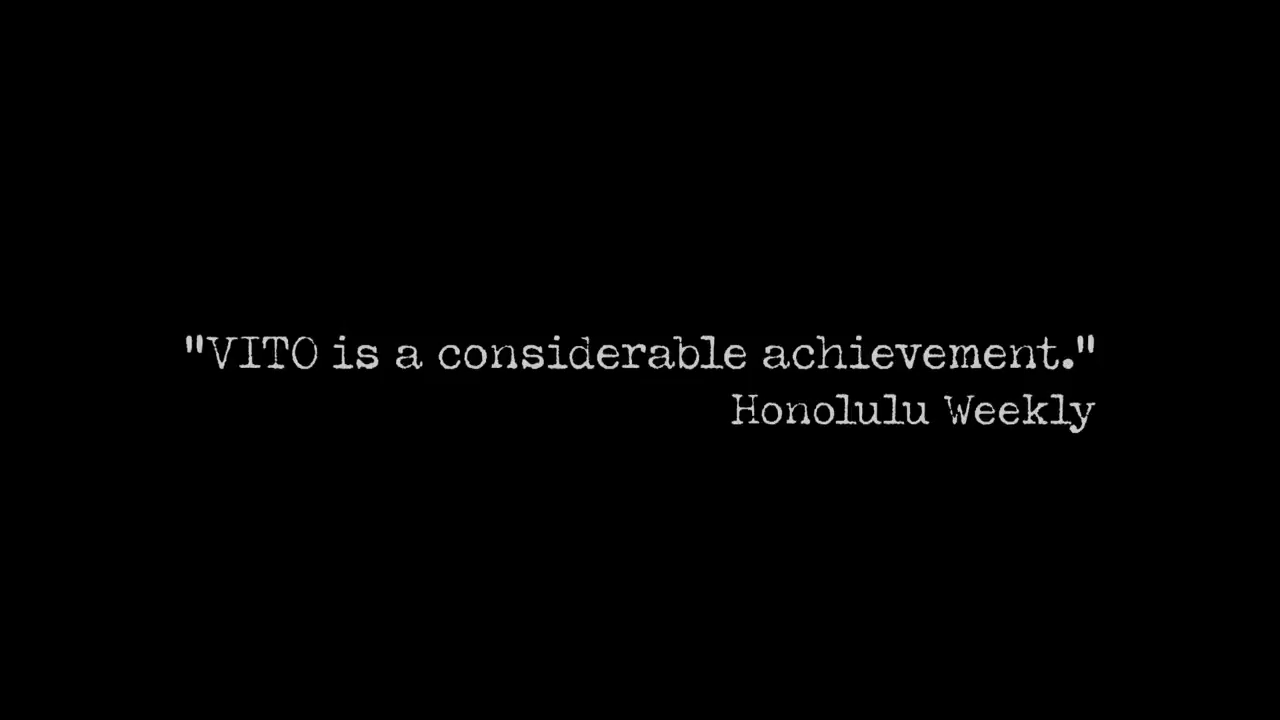 "VITO is a considerable achievement."
Honolulu Weekly